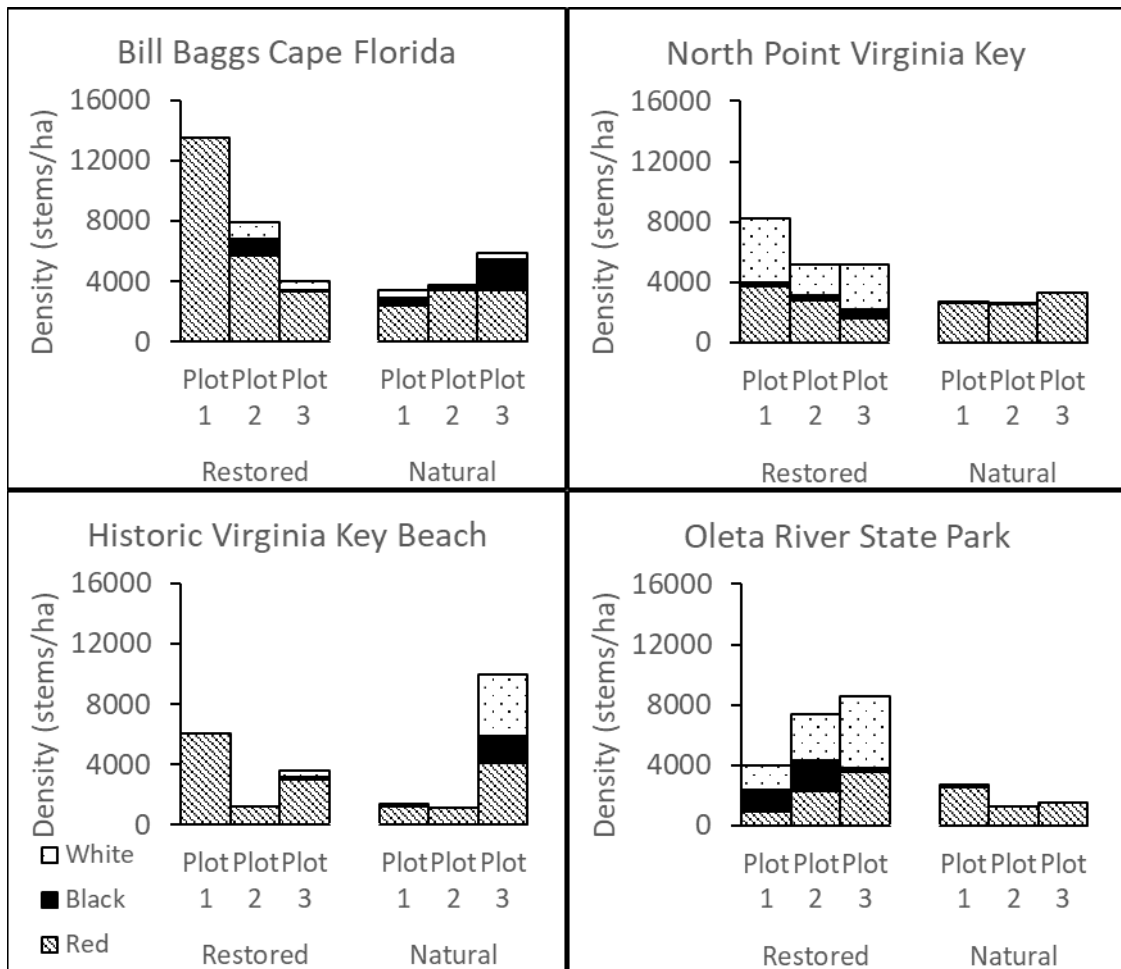 Bill Baggs Cape Florida
Density (stems/ha)
16000
12000
8000
4000
0
Plot Plot Plot Plot Plot Plot
1 2 3 1 2 3
Restored Natural
North Point Virginia Key
Density (stems/ha)
16000
12000
8000
4000
0
Plot Plot Plot Plot Plot Plot
1 2 3 1 2 3
Restored Natural
Historic Virginia Key Beach
Density (stems/ha)
16000
12000
8000
4000
0
White
Black
Red
Plot Plot Plot Plot Plot Plot
1 2 3 1 2 3
Restored Natural
Oleta River State Park
Density (stems/ha)
16000
12000
8000
4000
0
Plot Plot Plot Plot Plot Plot
1 2 3 1 2 3
Restored Natural